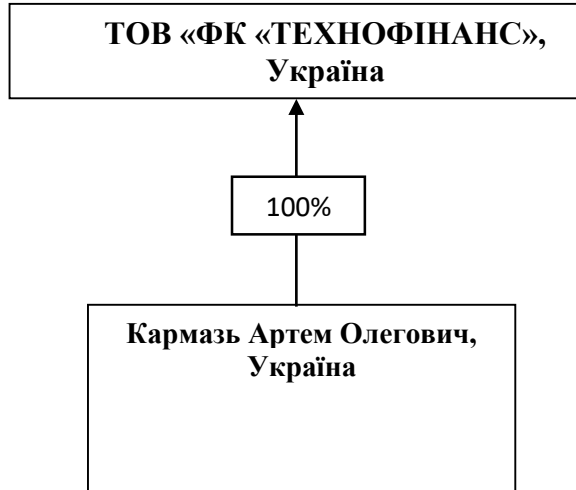 ТОВ «ФК «ТЕХНОФІНАНС»,
Україна
100%
Кармазь Артем Олегович,
Україна